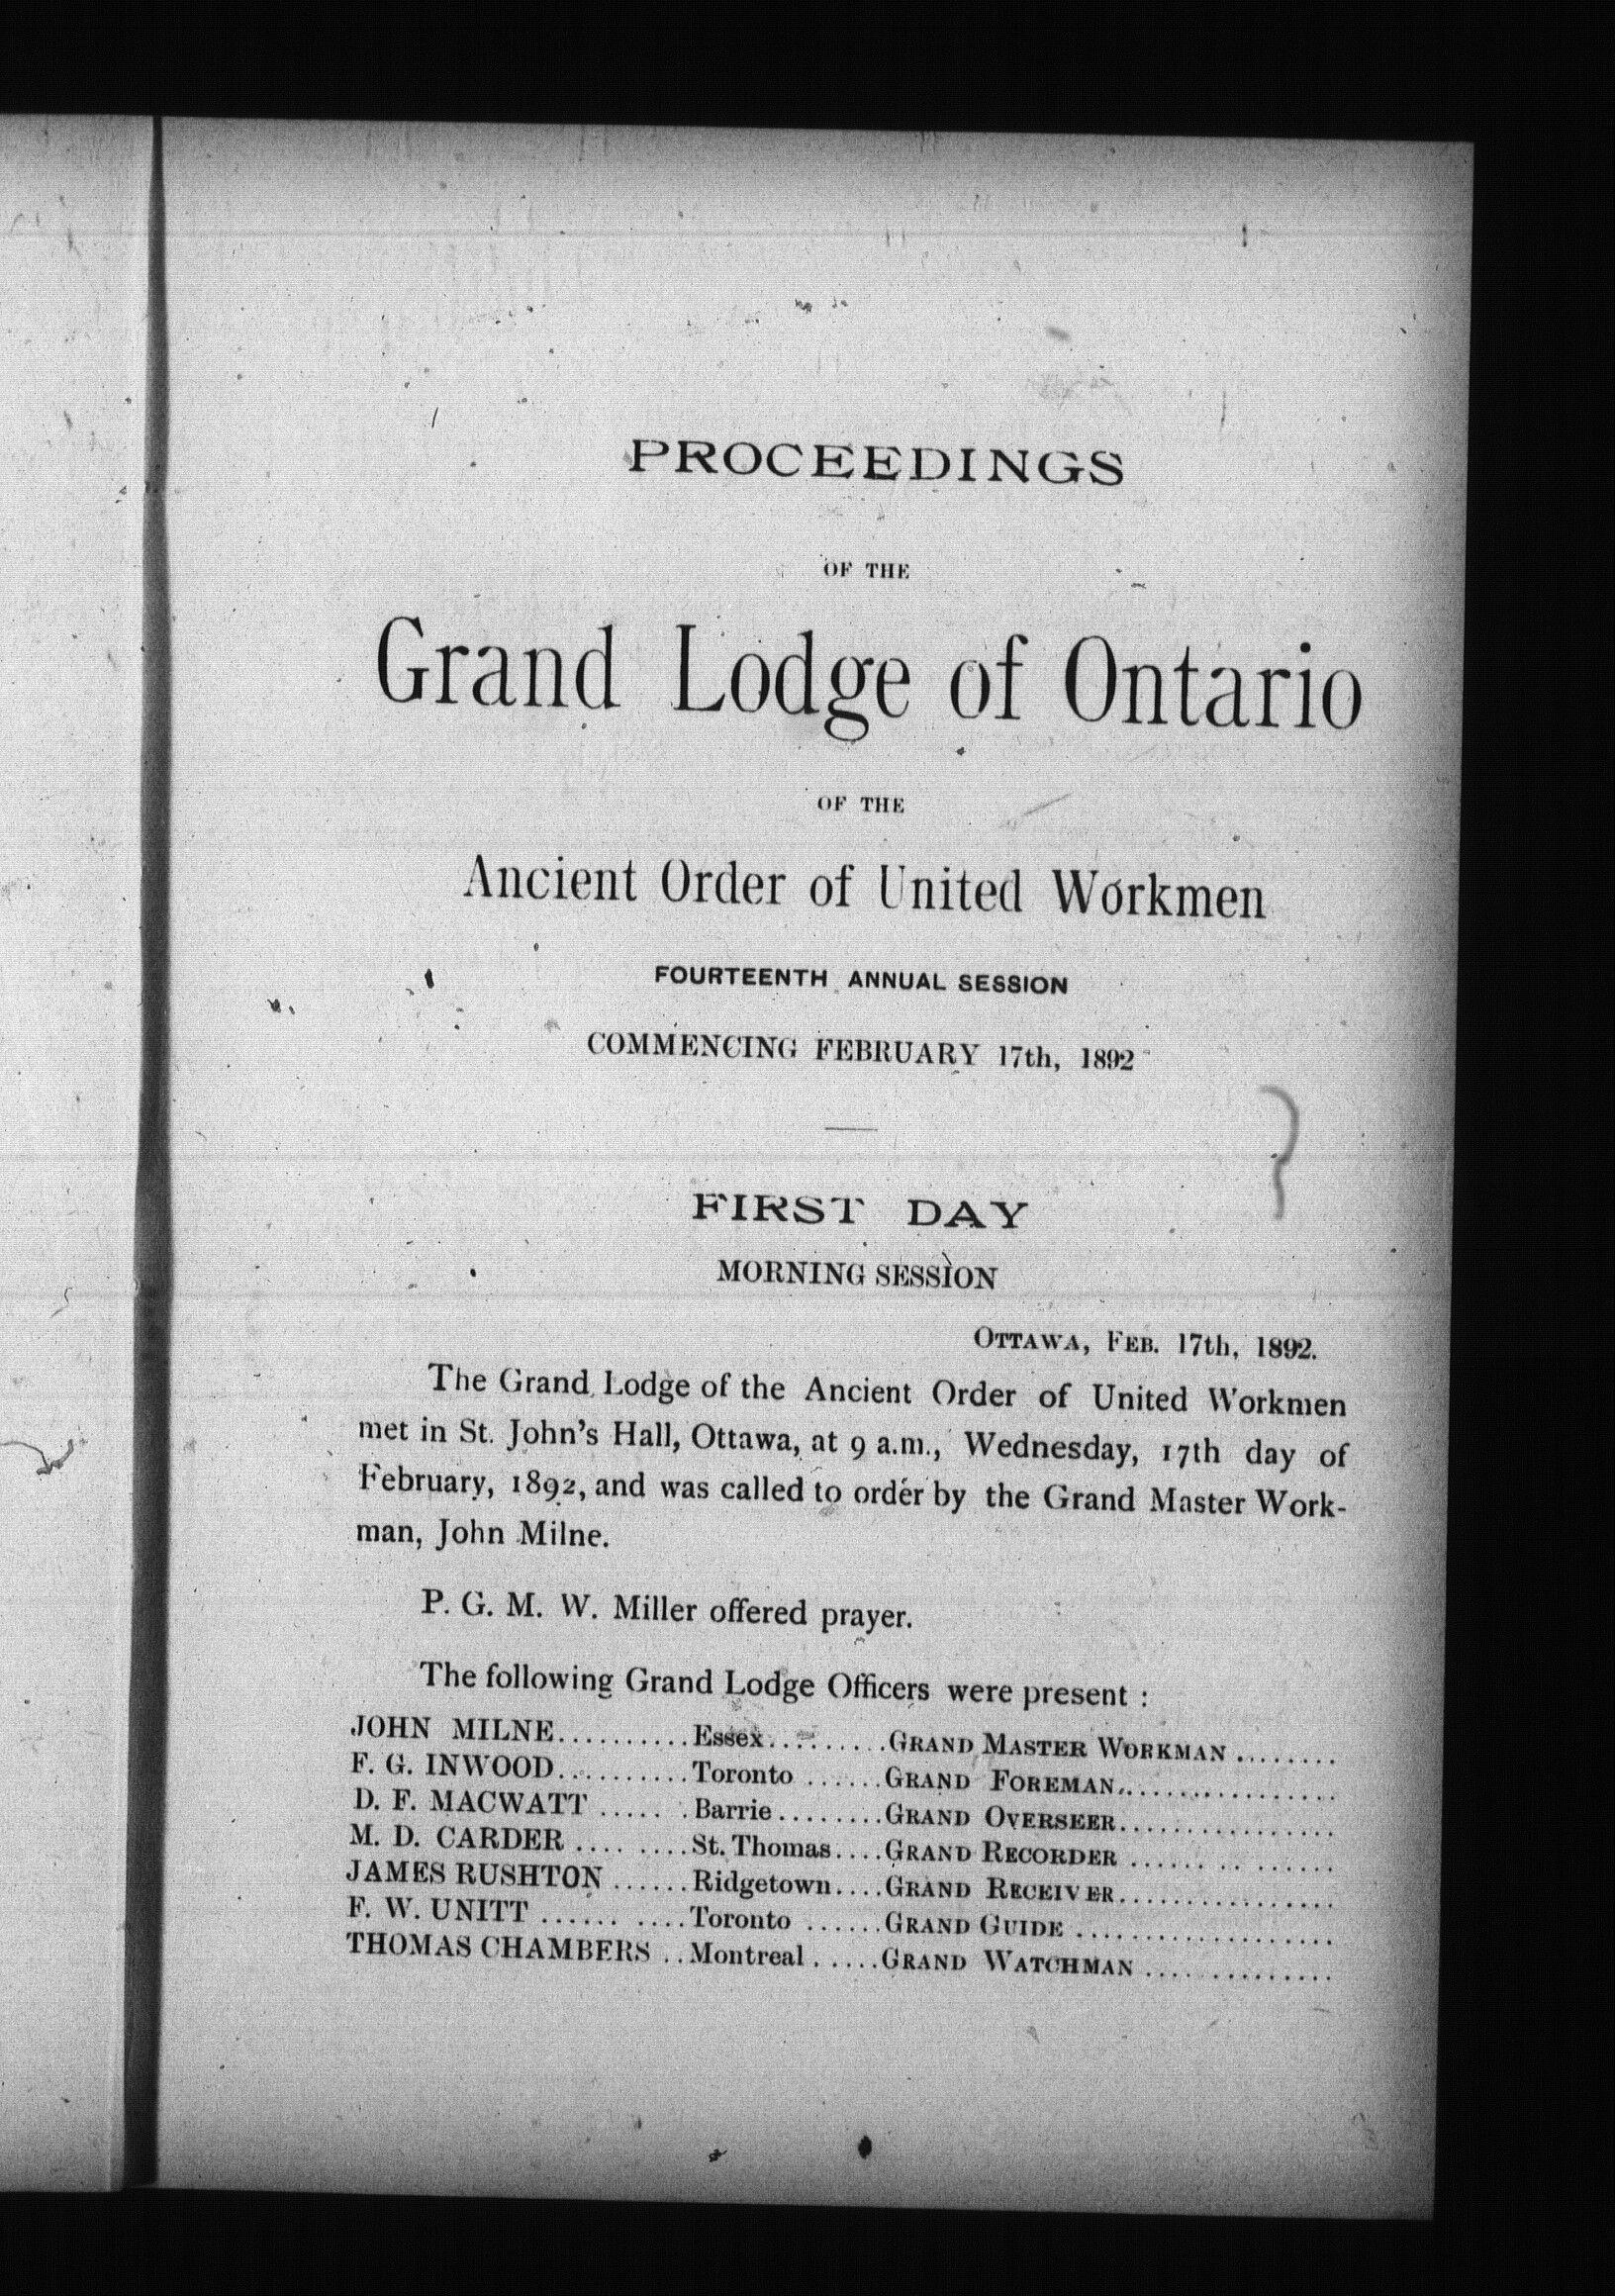 PROCEEDINGS
OF THE
Grand Lodge of Ontario
OF THE
Ancient Order of United Workmen
FOURTEENTH ANNUAL SESSION
COMMENCING FEBRUARY 17th, 1892
FIRST DAY
MORNING SESSION
OTTAWA, FEB. 17th, 1892.
The Grand Lodge of the Ancient Order of United Workmen
met in St. John's Hall, Ottawa, at 9 a.m., Wednesday, 17th day of
February, 1892, and was called to order by the Grand Master Work-
man, John Milne.
P. G. M. W. Miller offered prayer.
The following Grand Lodge Officers were present :
JOHN MILNE..........Essex.........GRAND MASTER WORKMAN ........
F. G. INWOOD..........Toronto ......GRAND FOREMAN.................
D. F. MACWATT ...... .Barrie........GRAND OVERSEER................
M. D. CARDER .... .....St. Thomas....GRAND RECORDER ...... .. ......
JAMES RUSHTON ......Ridgetown....GRAND RECEIVER.................
F. W. UNITT ...... ....Toronto ......GRAND GUIDE ...................
THOMAS CHAMBERS ..Montreal .....GRAND WATCHMAN .... ...........